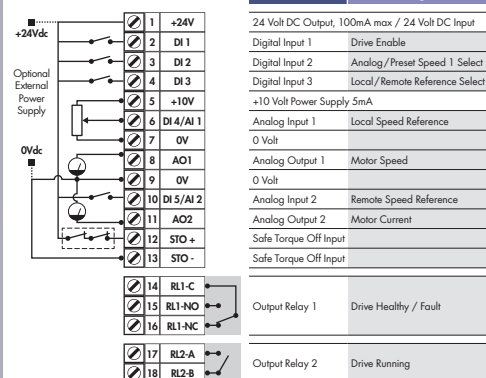 +24Vdc
Optional
External
Power
Supply
0Vdc
1 +24V 24 Volt DC Output, 100mA max / 24 Volt DC Input
2 DI 1 Digital Input 1 Drive Enable
3 DI 2 Digital Input 2 Analog/Preset Speed 1 Select
4 DI 3 Digital Input 3 Local/Remote Reference Select
5 +10V +10 Volt Power Supply 5mA
6 DI 4/AI 1 Analog Input 1 Local Speed Reference
7 0V 0 Volt
8 AO1 Analog Output 1 Motor Speed
9 0V 0 Volt
10 DI 5/AI 2 Analog Input 2 Remote Speed Reference
11 AO2 Analog Output 2 Motor Current
12 STO + Safe Torque Off Input
13 STO - Safe Torque Off Input
14 RL1-C
15 RL1-NO Output Relay 1 Drive Healthy / Fault
16 RL1-NC
17 RL2-A
Output Relay 2 Drive Running
18 RL2-B